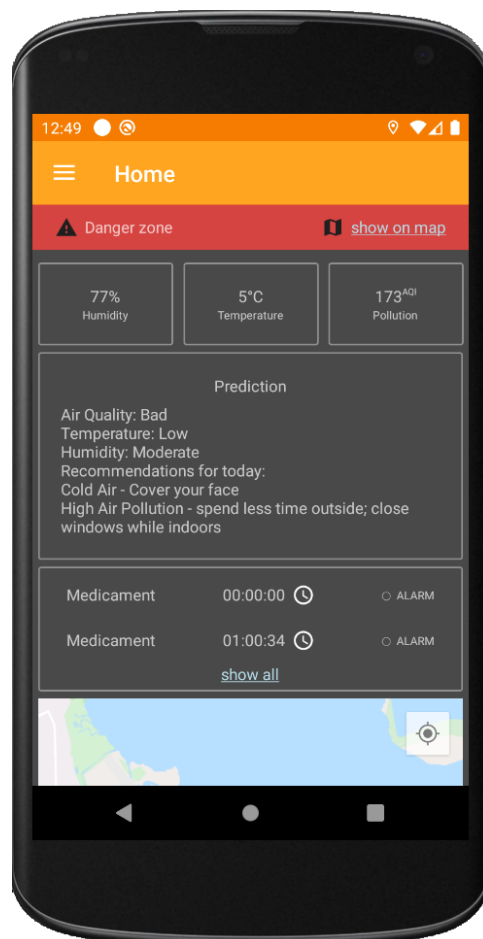 12:49
Home
Danger zone show on map
77% 5°C 173AQI
Humidity Temperature Pollution
Prediction
Air Quality: Bad
Temperature: Low
Humidity: Moderate
Recommendations for today:
Cold Air - Cover your face
High Air Pollution - spend less time outside; close
windows while indoors
Medicament 00:00:00 ALARM
Medicament 01:00:34 ALARM
show all